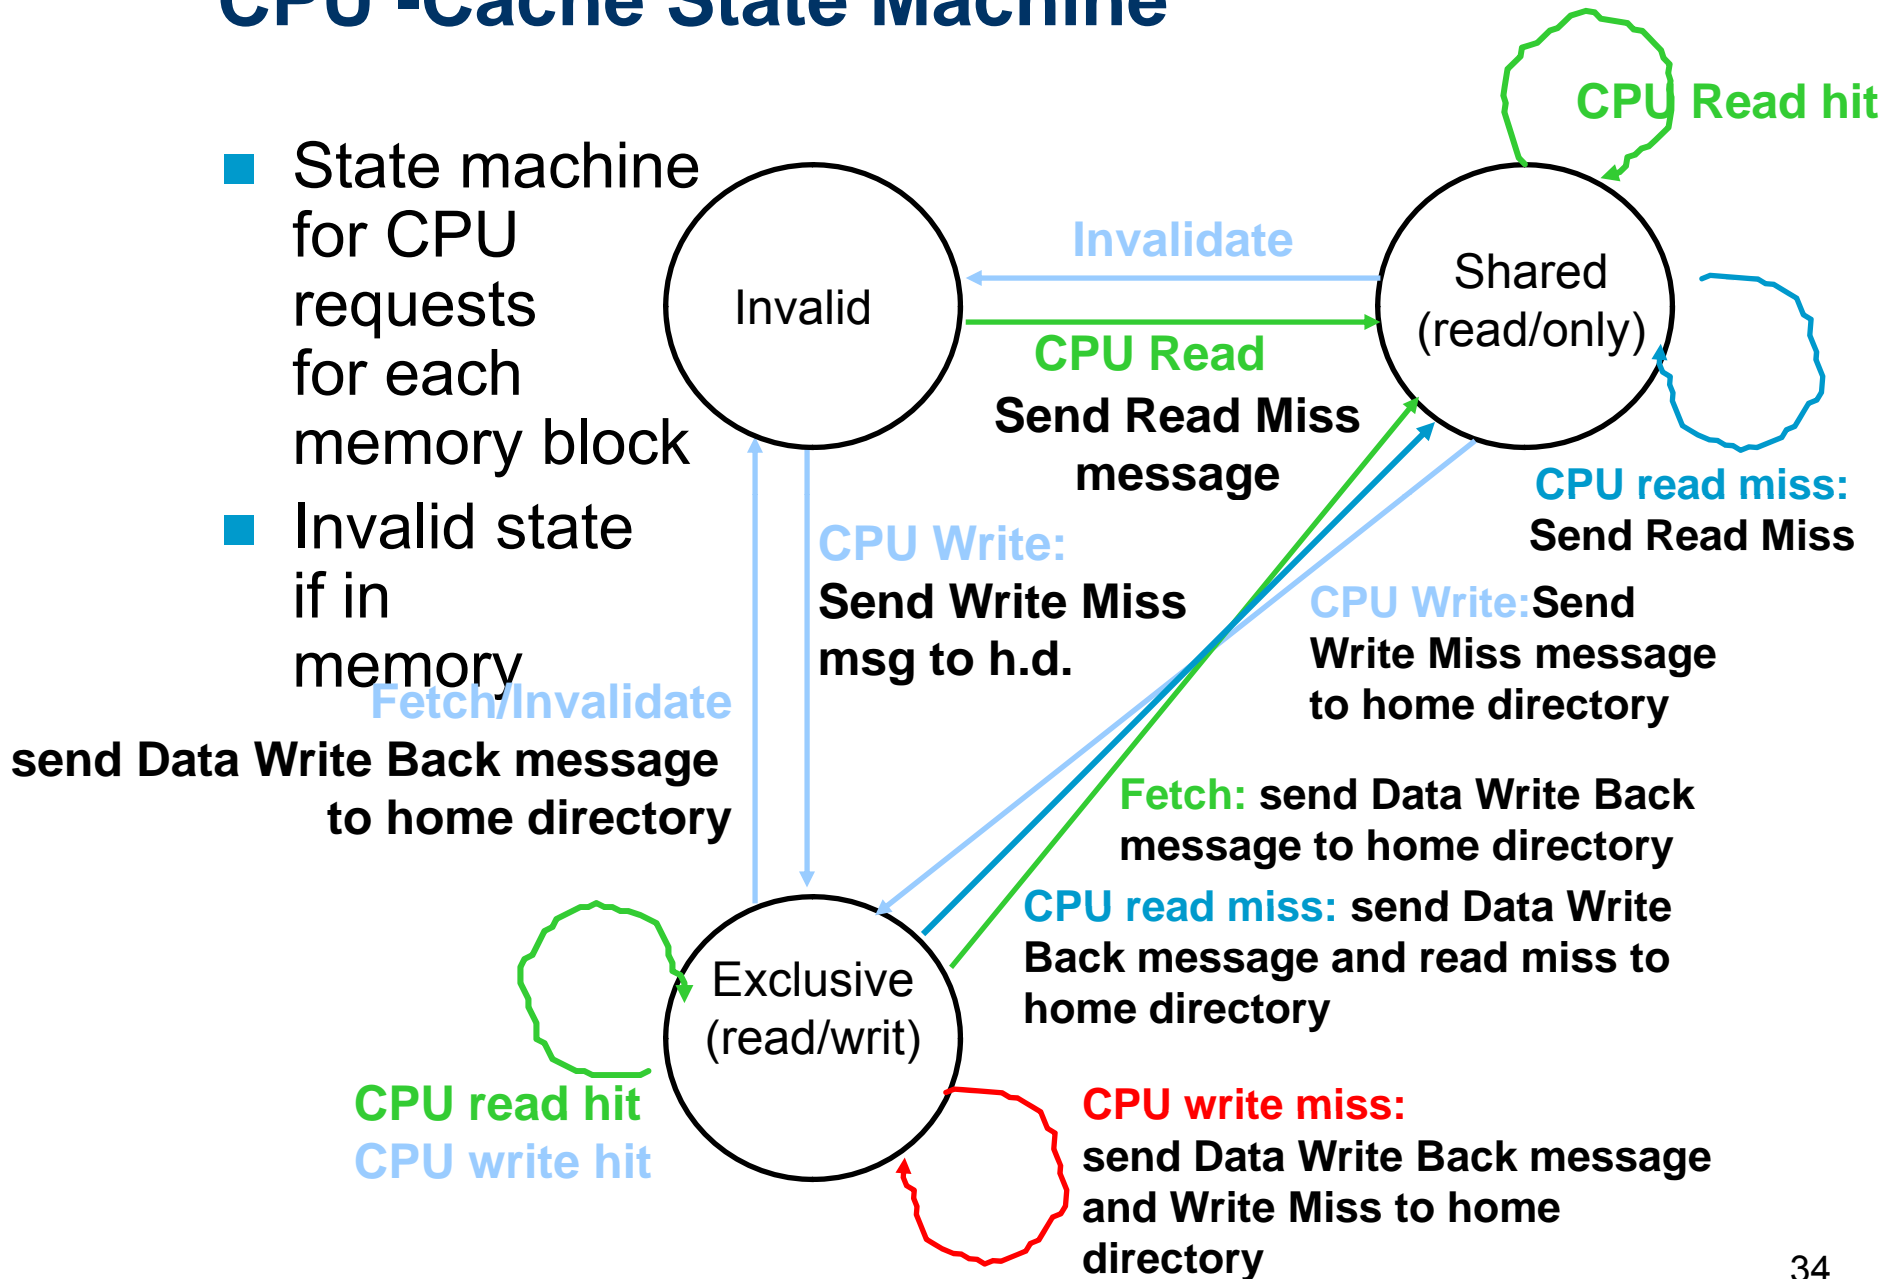 CPU -Cache State Machine
State machine
for CPU
requests
for each
memory block
Invalid state
if in
memory
Invalid
Invalidate
CPU Read
Send Read Miss
message
Shared
(read/only)
CPU Read hit
CPU read miss:
Send Read Miss
CPU Write:
Send Write Miss
msg to h.d.
CPU Write:Send
Write Miss message
to home directory
Fetch/Invalidate
send Data Write Back message
to home directory
Fetch: send Data Write Back
message to home directory
CPU read miss: send Data Write
Back message and read miss to
home directory
Exclusive
(read/writ)
CPU read hit
CPU write hit
CPU write miss:
send Data Write Back message
and Write Miss to home
directory
34